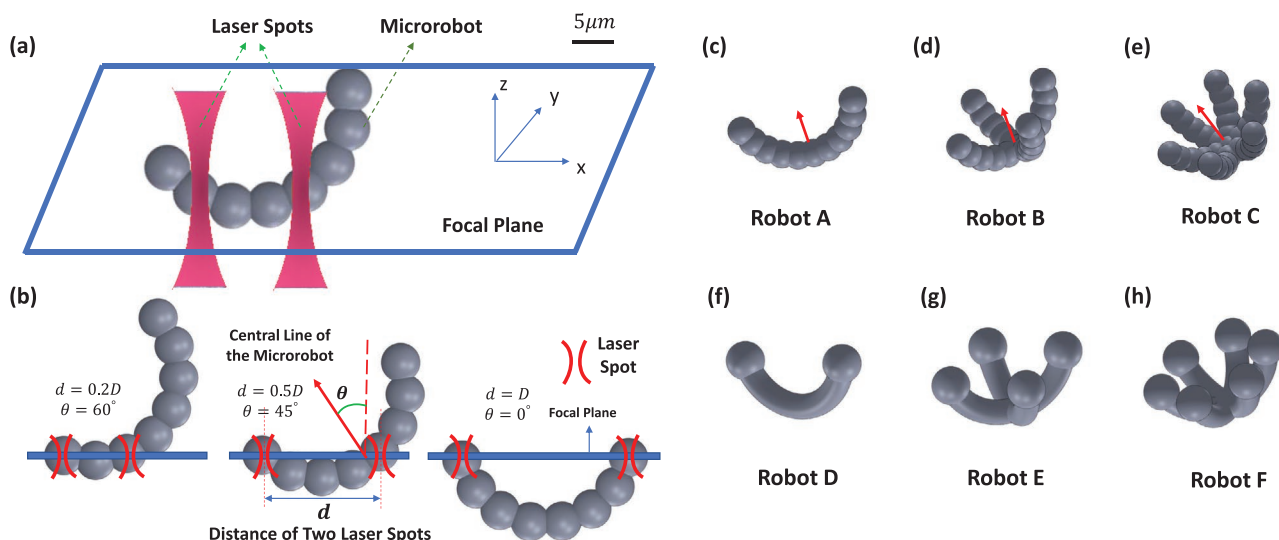 (a)
Laser Spots
Microrobot
5μm
z
y
x
Focal Plane
(b)
d = 0.2D
θ = 60°
Central Line of
the Microrobot
d = 0.5D
θ = 45°
θ
d
Distance of Two Laser Spots
d = D
θ = 0°
Laser
Spot
Focal Plane
(c)
Robot A
(d)
Robot B
(e)
Robot C
(f)
Robot D
(g)
Robot E
(h)
Robot F